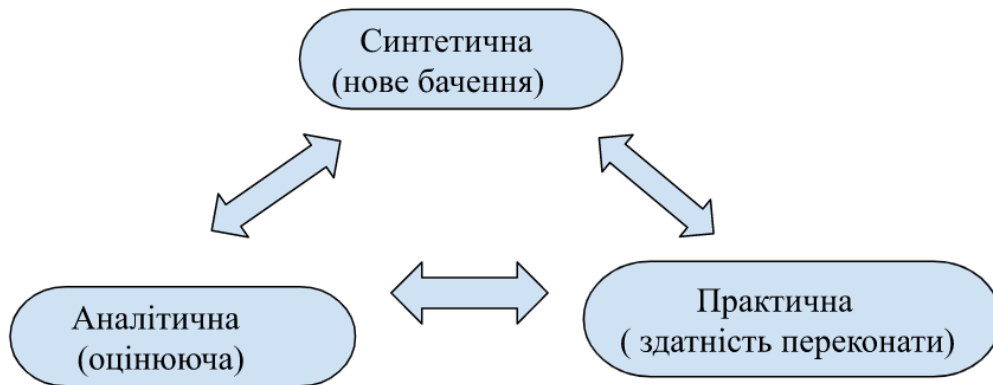 Синтетична
(нове бачення)
Аналітична
(оцінююча)
Практична
( здатність переконати)